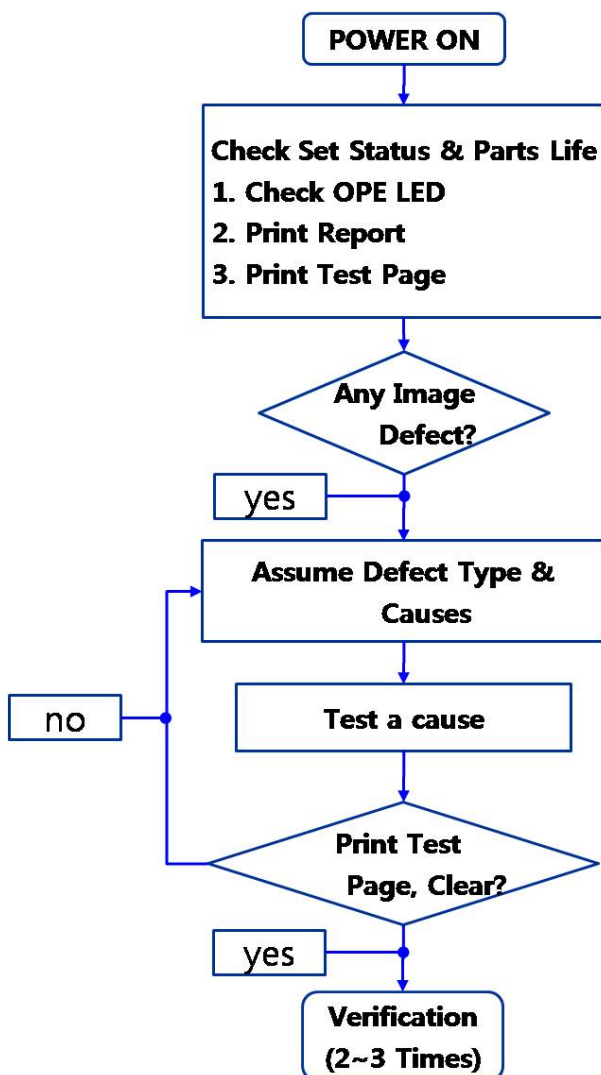 POWER ON
Check Set Status & Parts Life
1. Check OPE LED
2. Print Report
3. Print Test Page
Any Image
Defect?
yes
Assume Defect Type &
Causes
no
Test a cause
Print Test
Page, Clear?
yes
Verification
(2~3 Times)